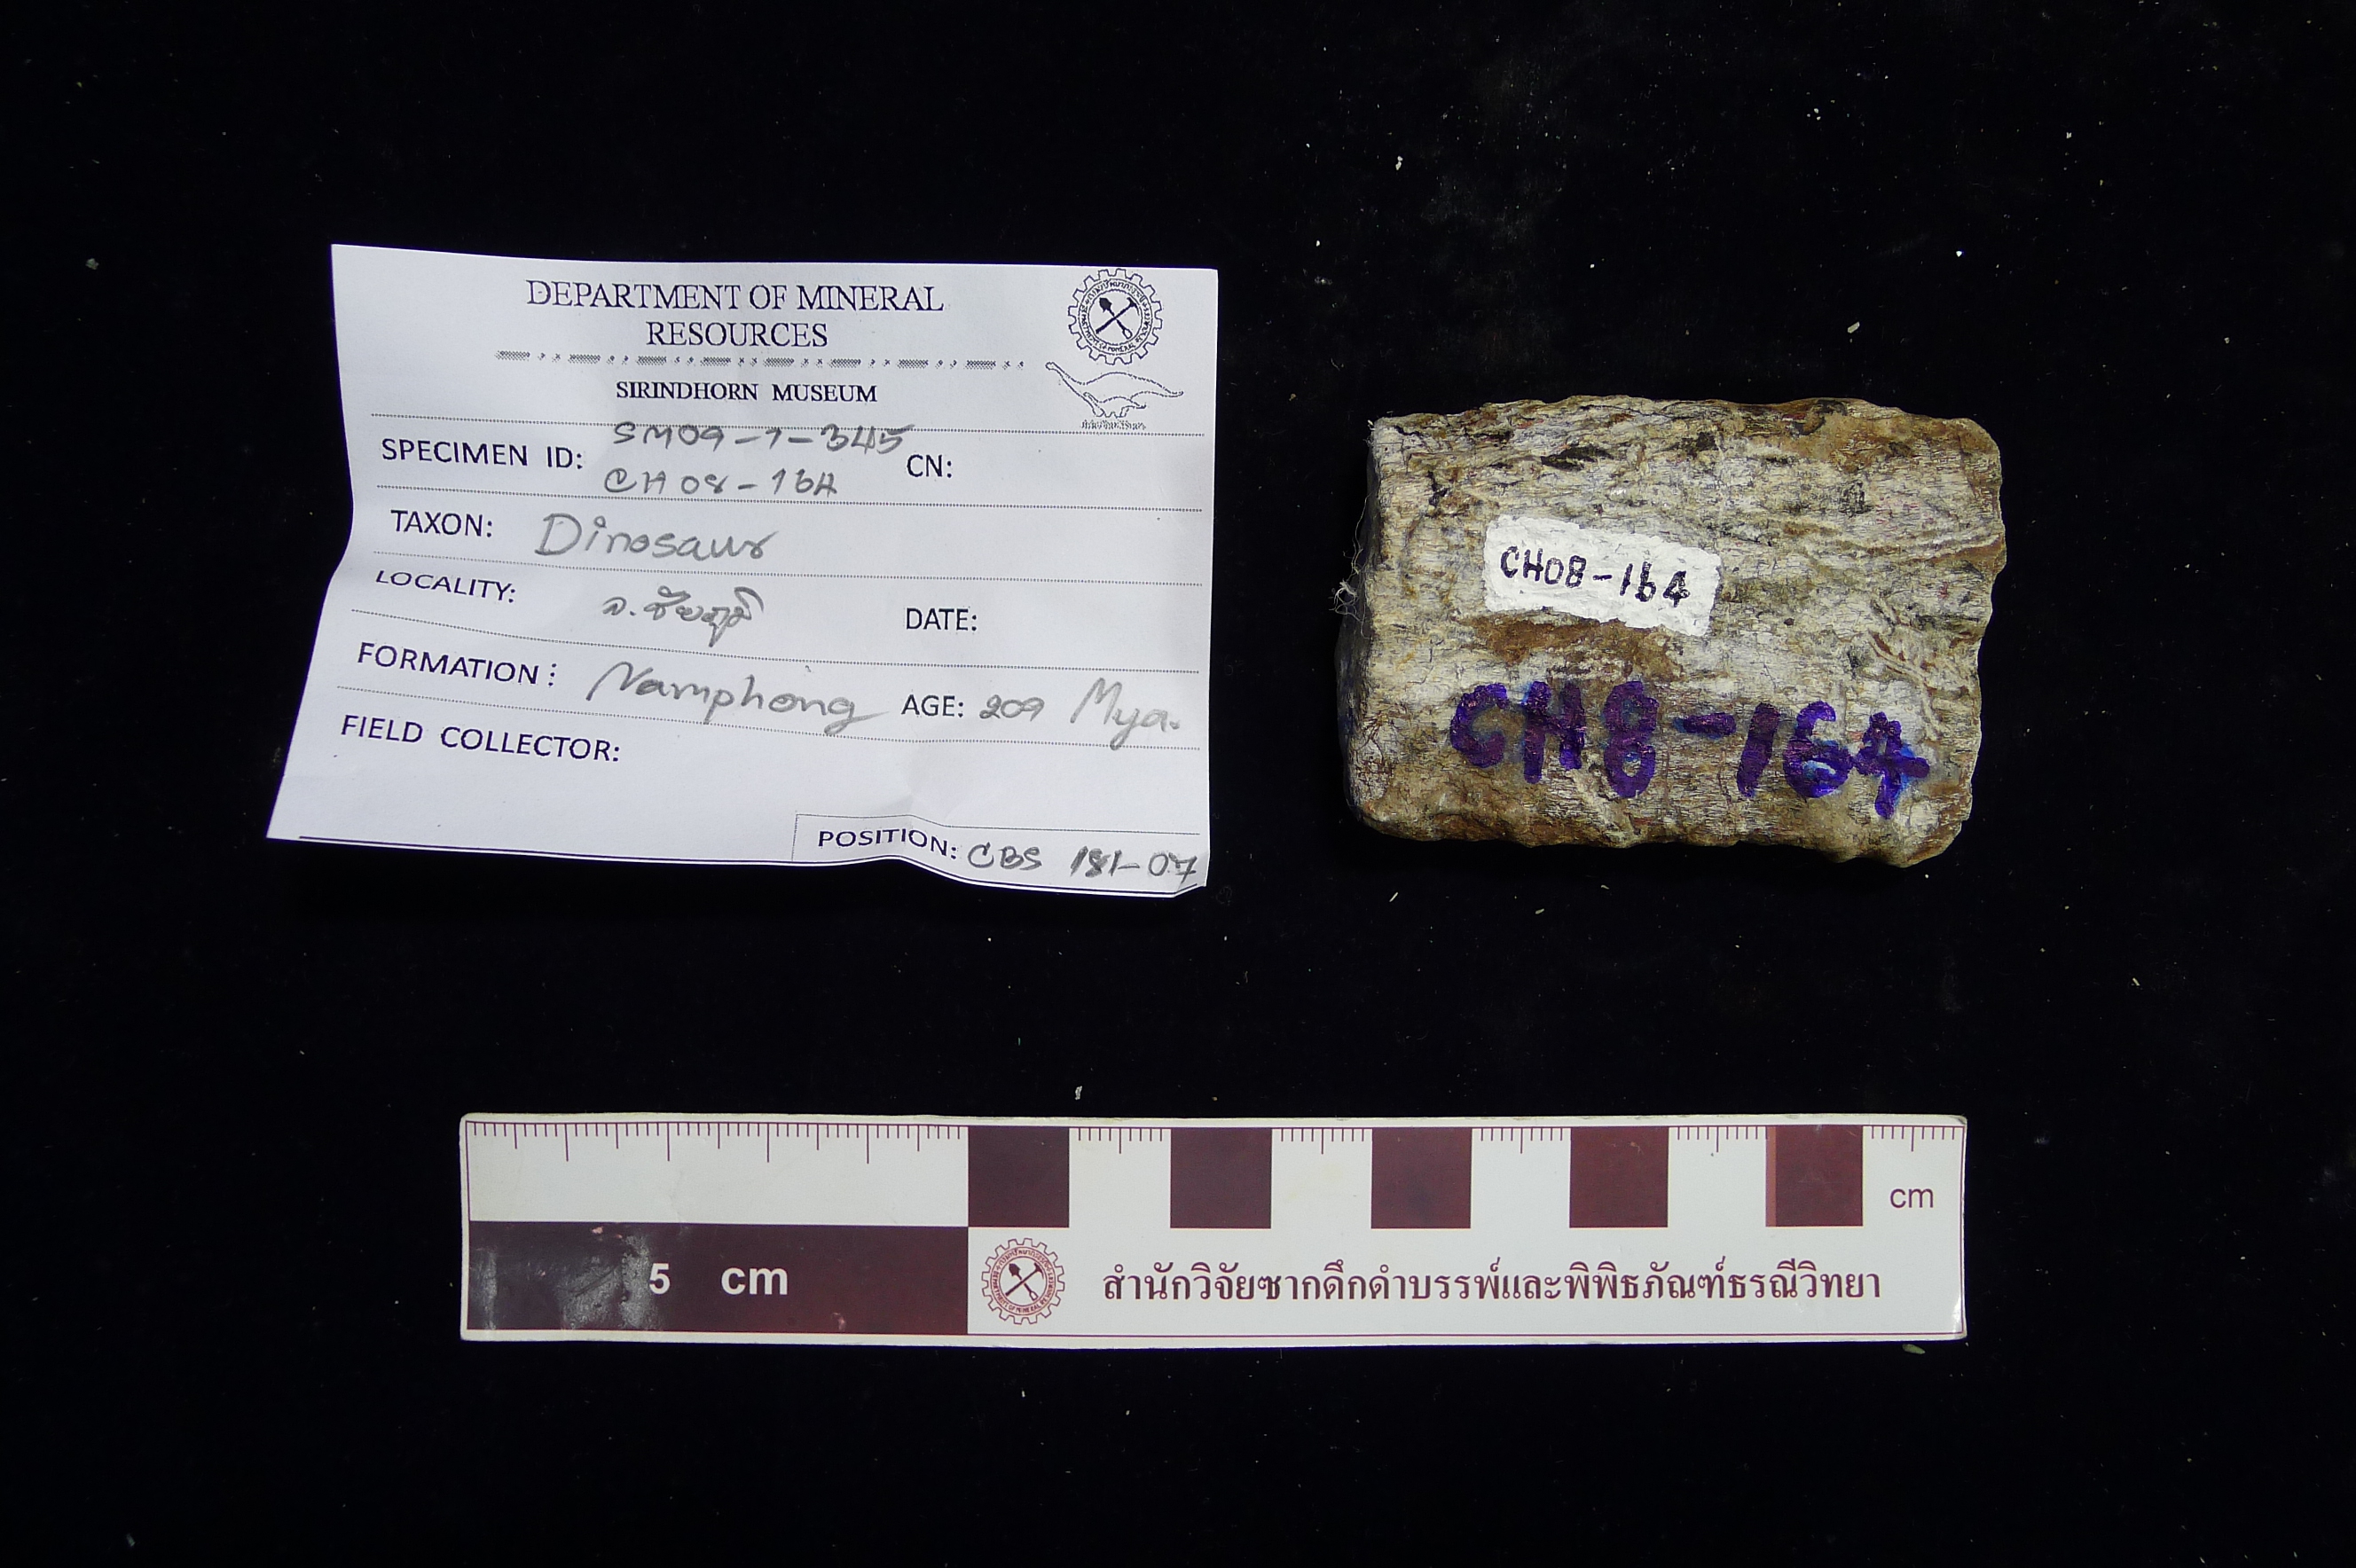 DEPARTMENT OF MINERAL
RESOURCES
SIRINDHORN MUSEUM
SPECIMEN ID: SM09-1-345 CN:
CH08-164
TAXON: Dinosaur
LOCALITY: จ.ชัยภูมิ DATE:
FORMATION: Namphong AGE: 209 Mya.
FIELD COLLECTOR:
POSITION: CBS 181-07
CH08-164
CH8-164
cm
5 cm
สำนักวิจัยซากดึกดำบรรพ์และพิพิธภัณฑ์ธรณีวิทยา